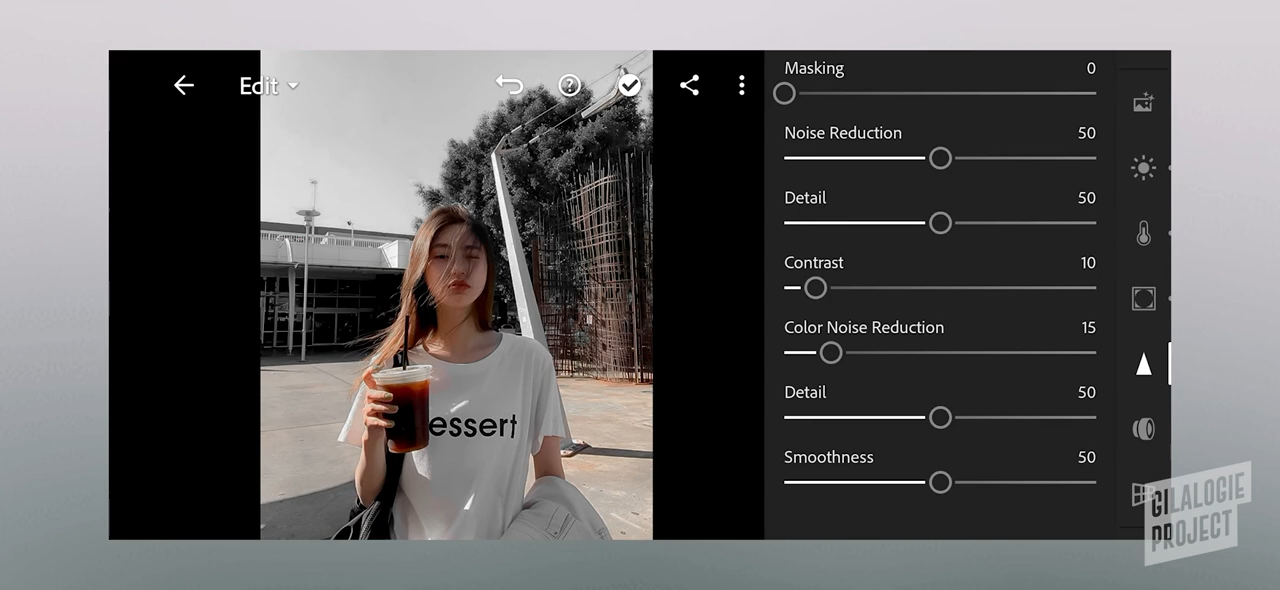 Edit
Masking 0
Noise Reduction 50
Detail 50
Contrast 10
Color Noise Reduction 15
Detail 50
Smoothness 50
essert
GILALOGIE
PROJECT